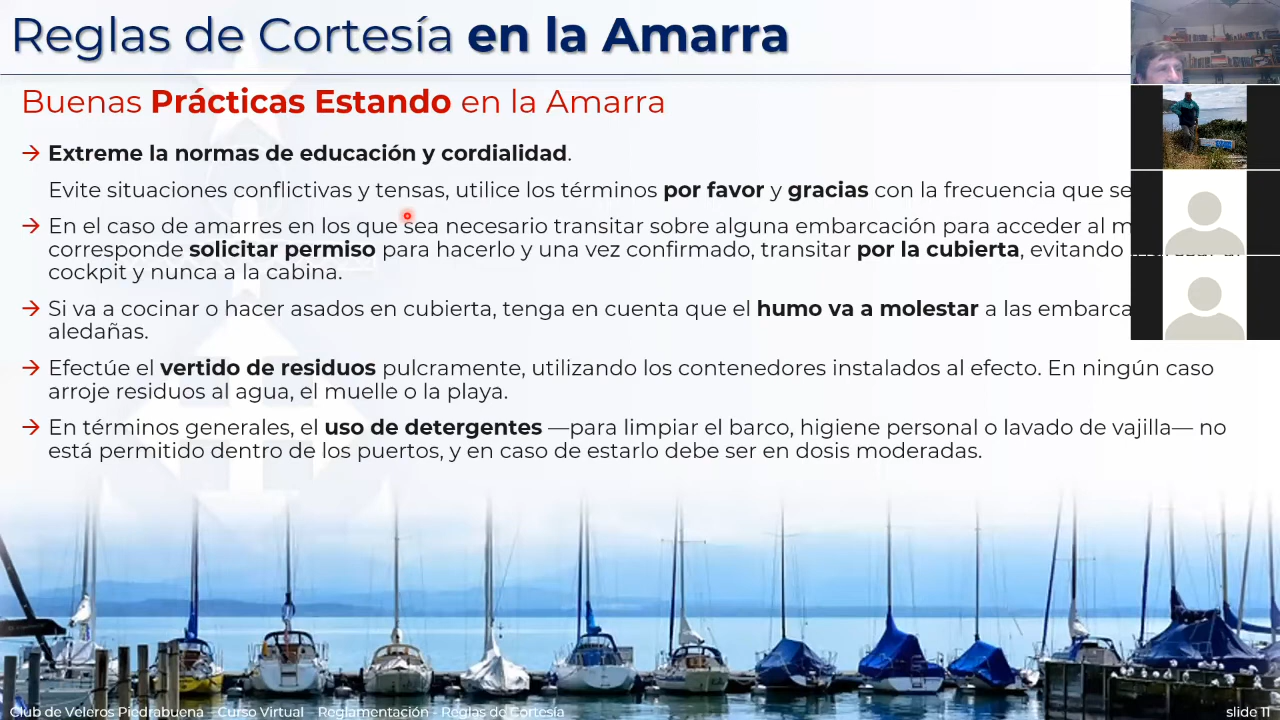 Reglas de Cortesía en la Amarra
Buenas Prácticas Estando en la Amarra
→ Extreme la normas de educación y cordialidad.
Evite situaciones conflictivas y tensas, utilice los términos por favor y gracias con la frecuencia que se
→ En el caso de amarres en los que sea necesario transitar sobre alguna embarcación para acceder al
corresponde solicitar permiso para hacerlo y una vez confirmado, transitar por la cubierta, evitando
cockpit y nunca a la cabina.
→ Si va a cocinar o hacer asados en cubierta, tenga en cuenta que el humo va a molestar a las
aledañas.
→ Efectúe el vertido de residuos pulcramente, utilizando los contenedores instalados al efecto. En ningún caso
arroje residuos al agua, el muelle o la playa.
→ En términos generales, el uso de detergentes —para limpiar el barco, higiene personal o lavado de vajilla— no
está permitido dentro de los puertos, y en caso de estarlo debe ser en dosis moderadas.
Club de Veleros Piedrabuena - Curso Virtual - Reglamentación - Reglas de Cortesía
slide 11